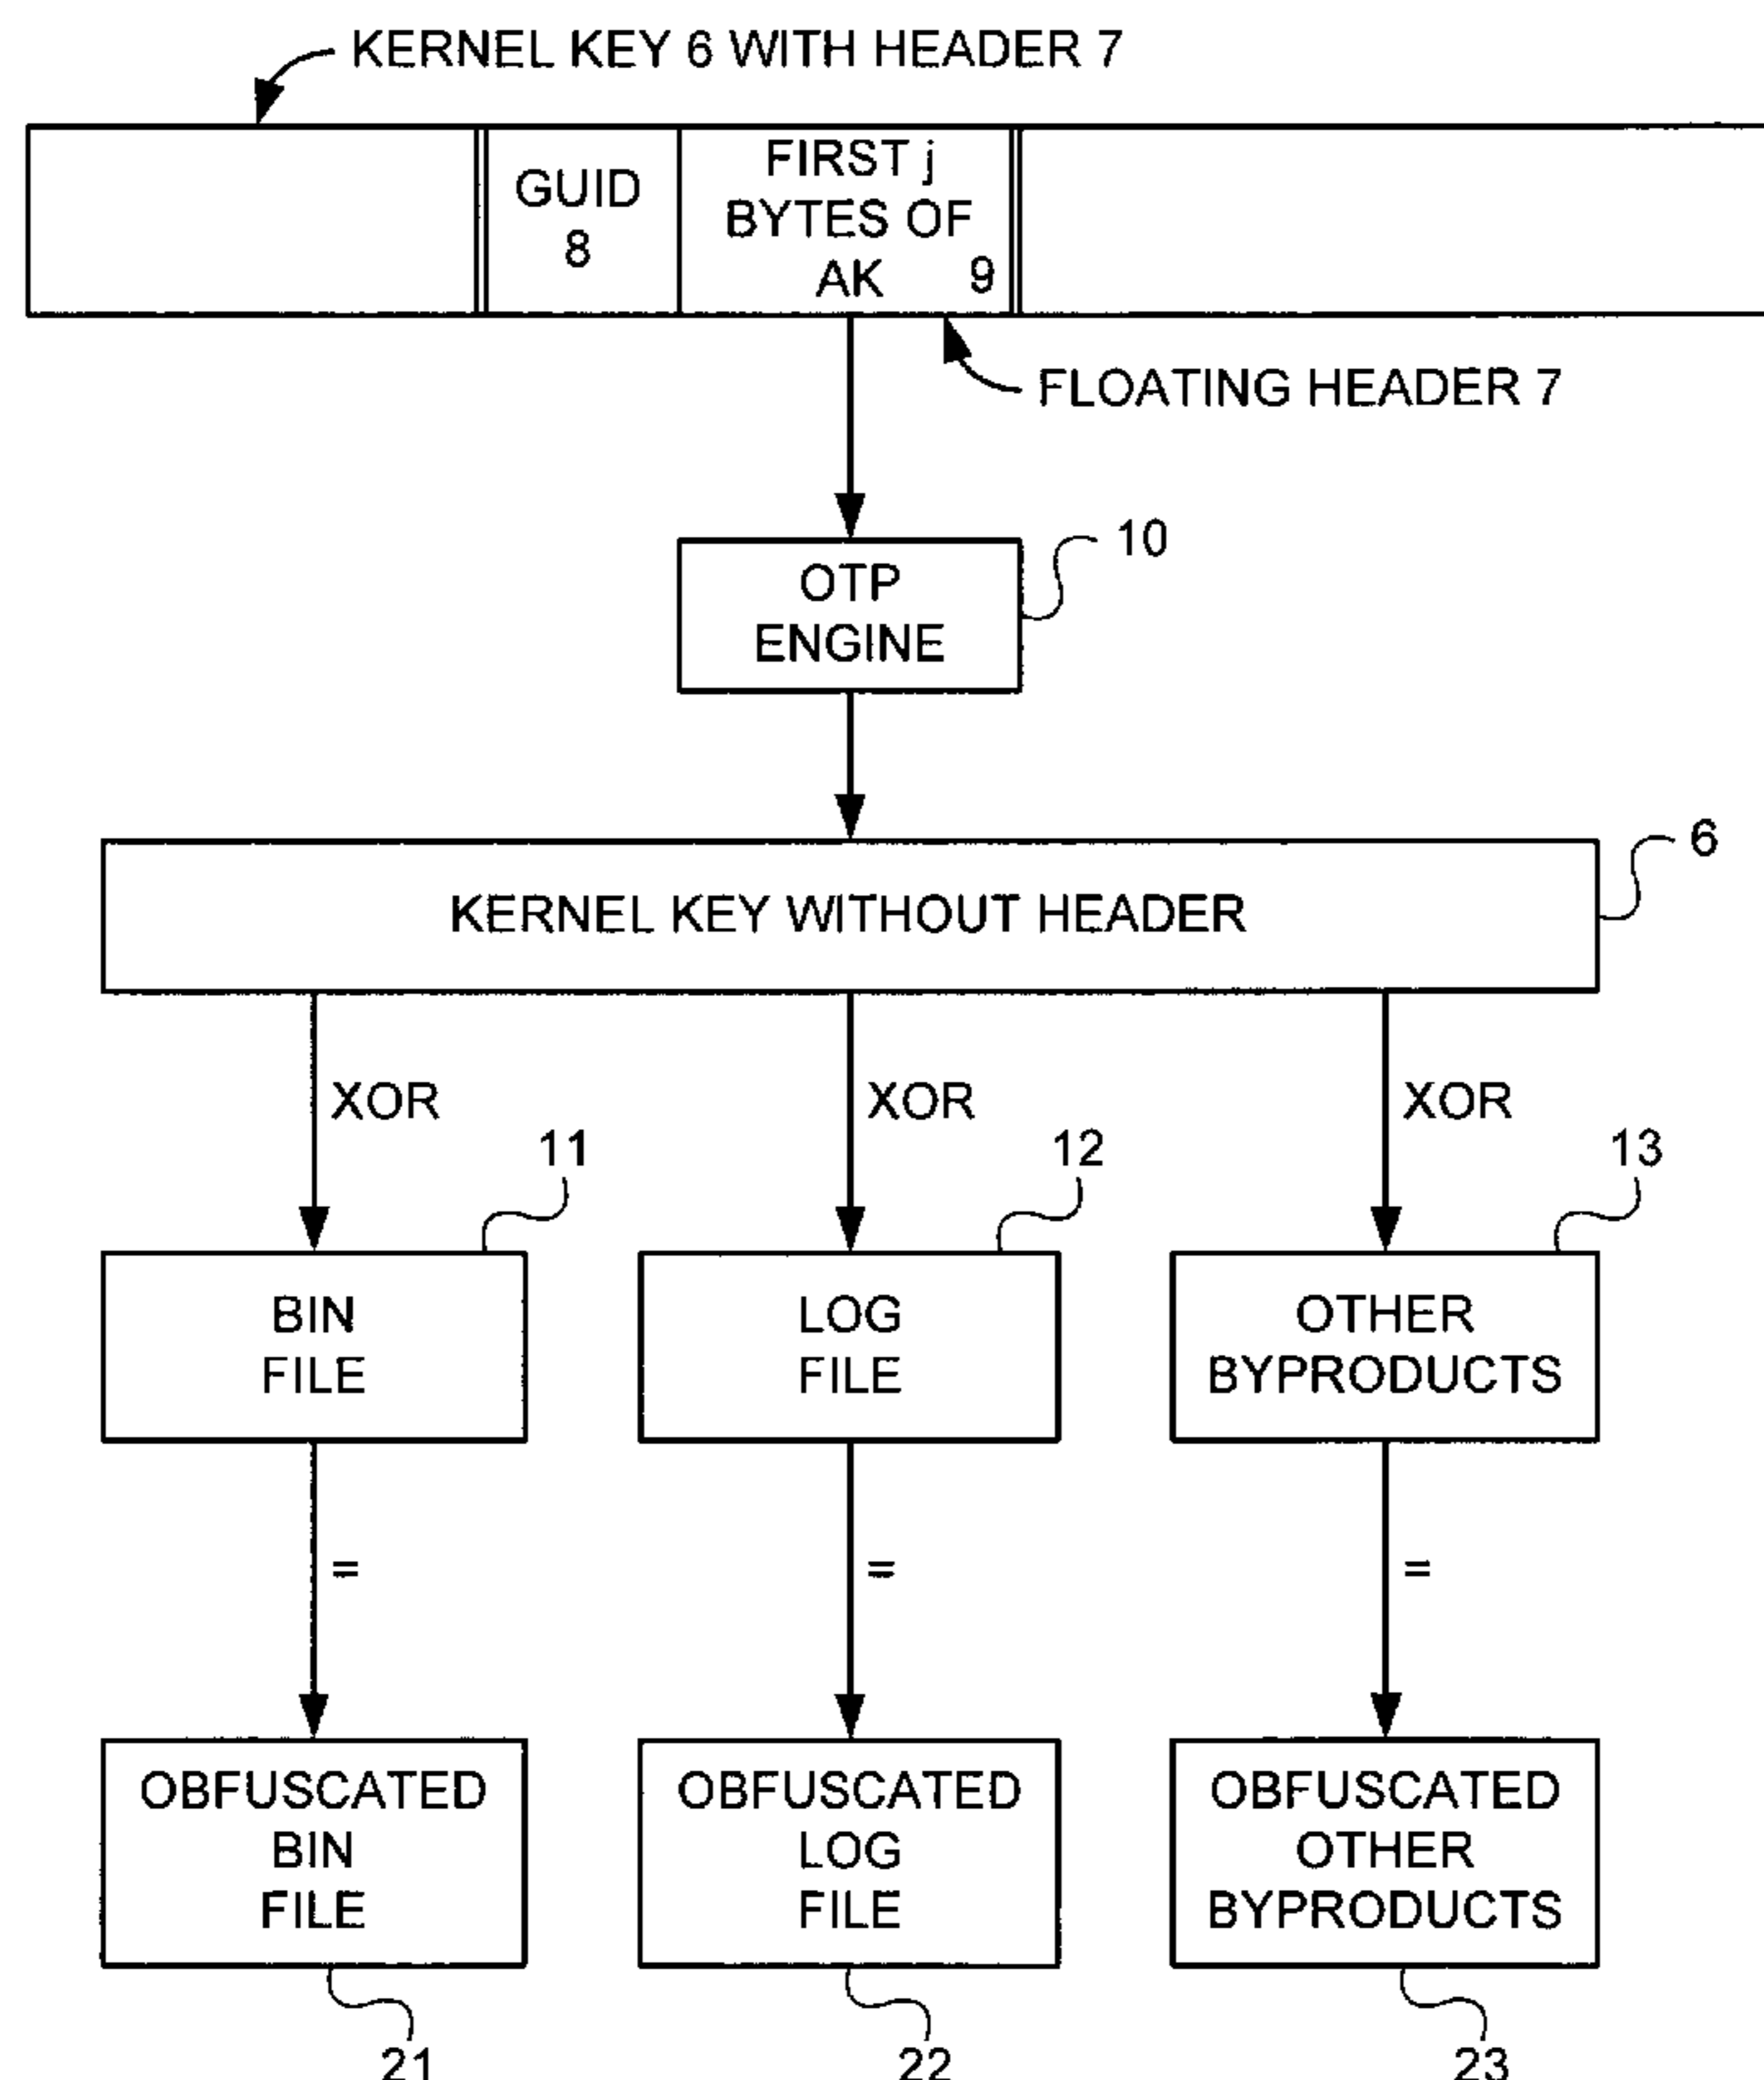 KERNEL KEY 6 WITH HEADER 7
GUID
8
FIRST j
BYTES OF
AK 9
FLOATING HEADER 7
10
OTP
ENGINE
6
KERNEL KEY WITHOUT HEADER
XOR XOR XOR
11 12 13
BIN
FILE
LOG
FILE
OTHER
BYPRODUCTS
= = =
OBFUSCATED
BIN
FILE
OBFUSCATED
LOG
FILE
OBFUSCATED
OTHER
BYPRODUCTS
21 22 23